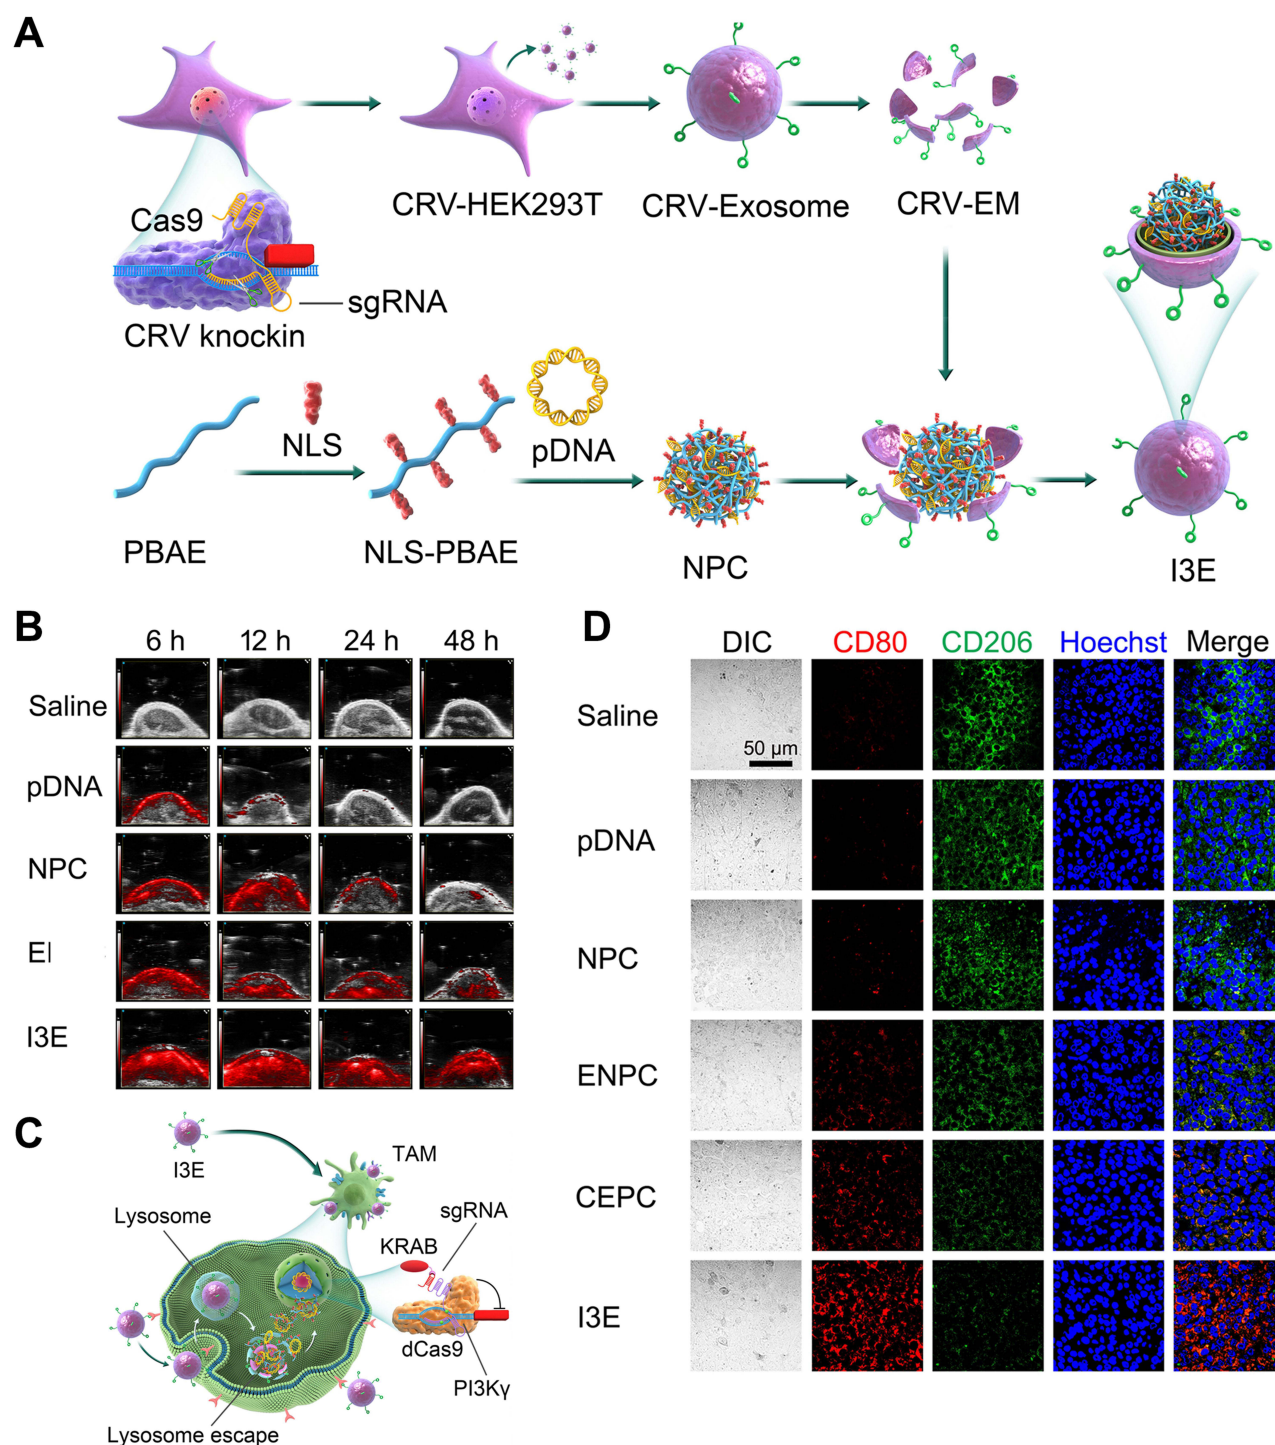 A
Cas9
sgRNA
CRV knockin
CRV-HEK293T
CRV-Exosome
CRV-EM
PBAE
NLS
NLS-PBAE
pDNA
NPC
I3E
B
6 h 12 h 24 h 48 h
Saline
pDNA
NPC
EI
I3E
C
I3E
TAM
Lysosome
sgRNA
KRAB
dCas9
PI3Kγ
Lysosome escape
D
DIC CD80 CD206 Hoechst Merge
Saline
50 µm
pDNA
NPC
ENPC
CEPC
I3E